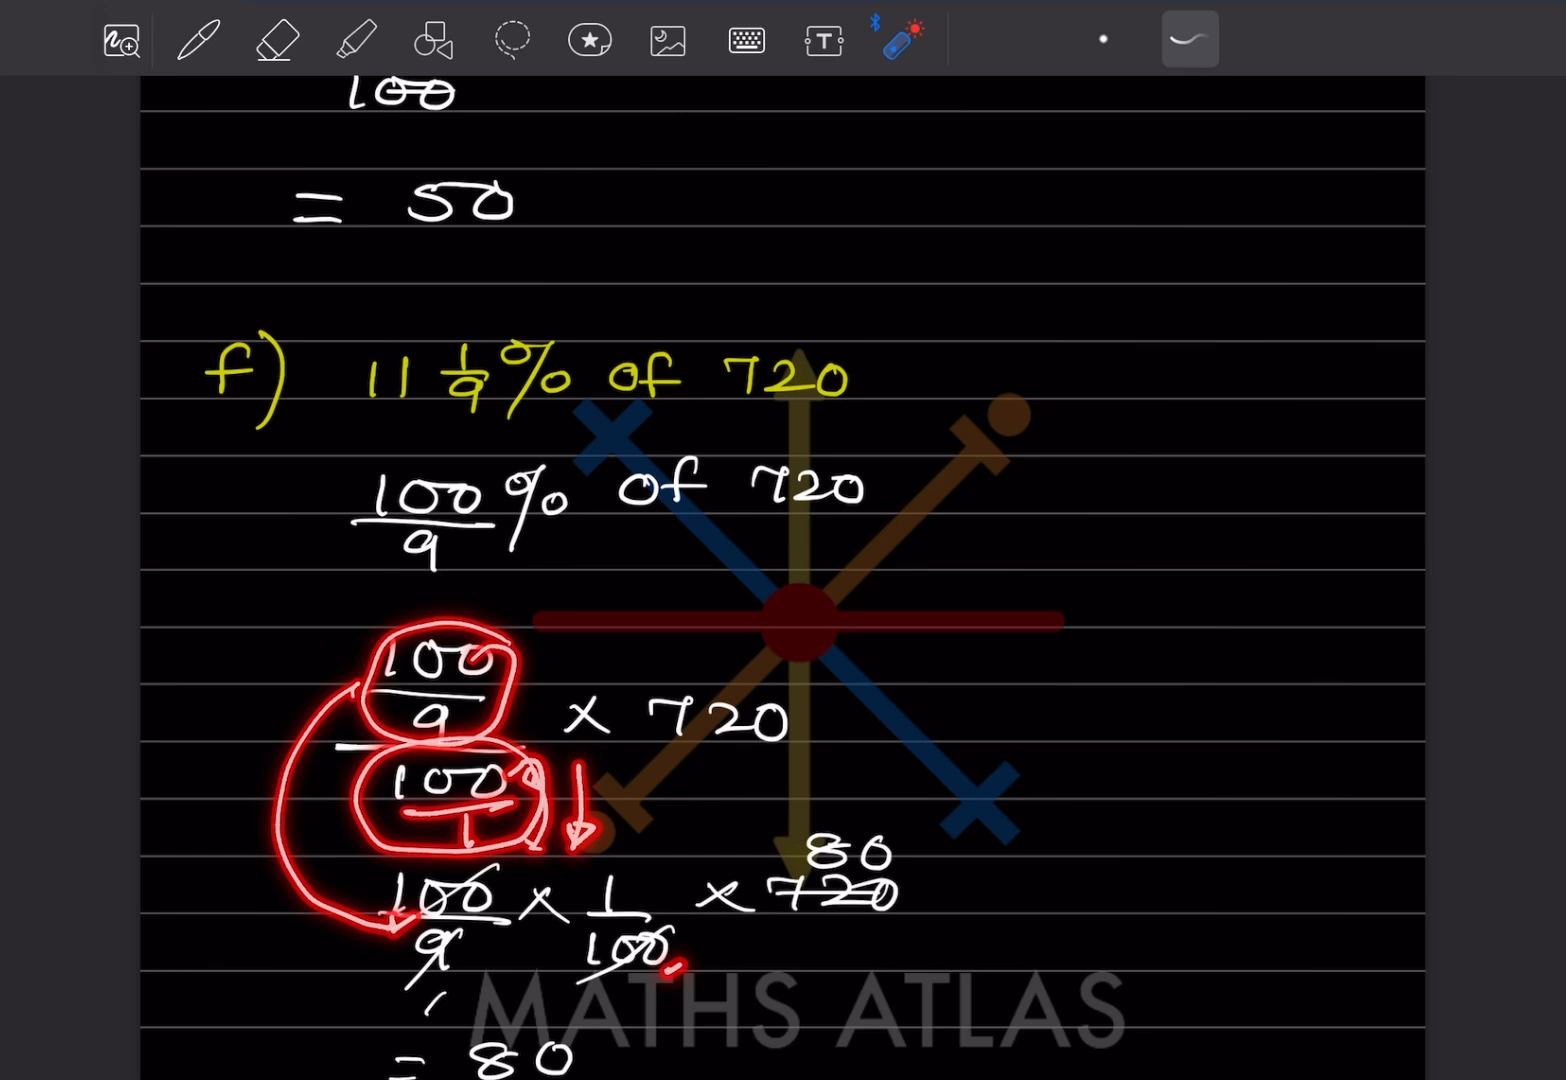 100
= 50
f) 11 1/9 % of 720
100/9 % of 720
100/9 / 100/1 × 720
80
100/9 × 1/100 × 720
1
= 80
MATHS ATLAS